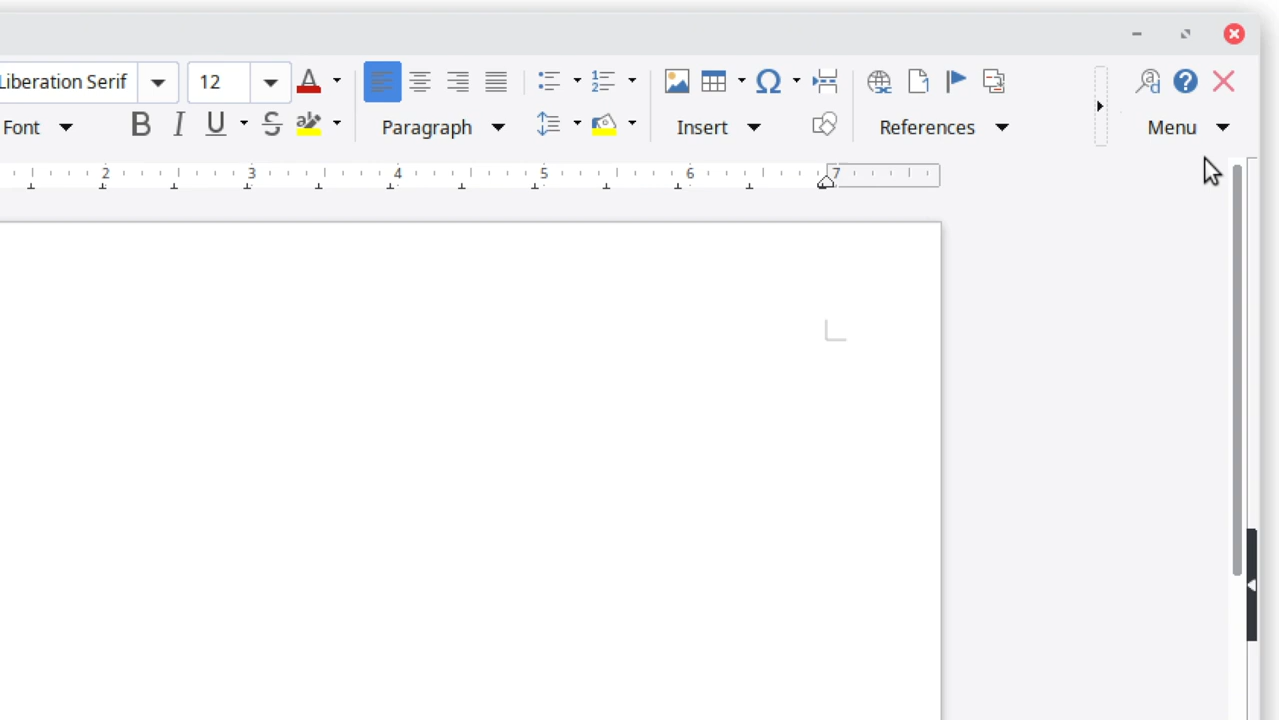 Liberation Serif 12
Font B I U S Paragraph Insert References Menu
2 3 4 5 6 7